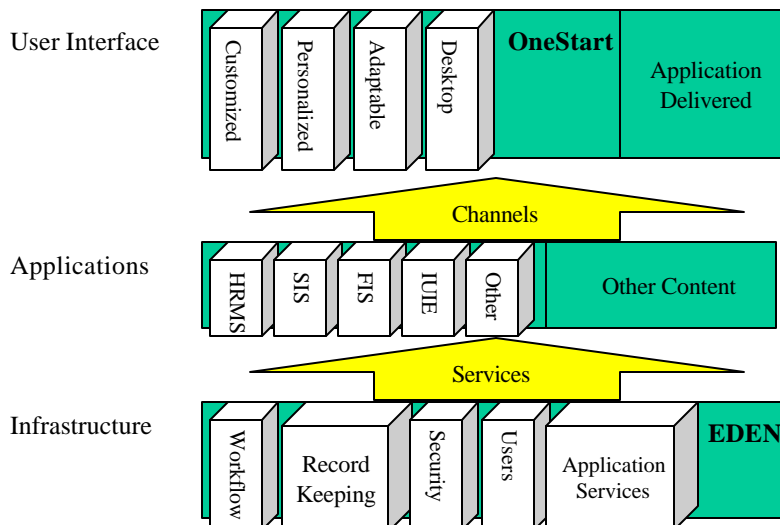 User Interface
Customized
Personalized
Adaptable
Desktop
OneStart
Application
Delivered
Channels
Applications
HRMS
SIS
FIS
IUIE
Other
Other Content
Services
Infrastructure
Workflow
Record
Keeping
Security
Users
Application
Services
EDEN